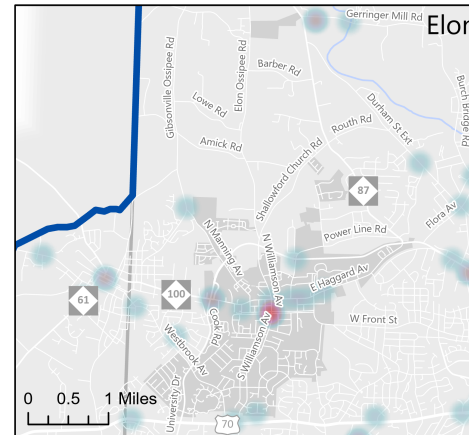 Gerringer Mill Rd
Elon
Gibsonville Ossipee Rd
Elon Ossipee Rd
Barber Rd
Burch Bridge Rd
Durham St Ext
Lowe Rd
Routh Rd
Amick Rd
Shallowford Church Rd
87
Flora Av
N Manning Av
N Williamson Av
Power Line Rd
E Haggard Av
61
100
Cook Rd
W Front St
Westbrook Av
S Williamson Av
University Dr
0 0.5 1 Miles
70